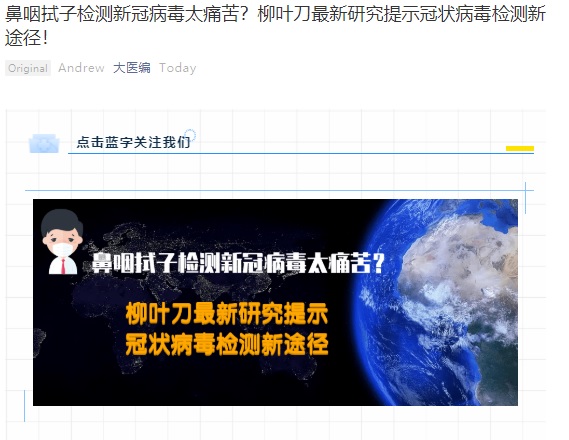 鼻咽拭子检测新冠病毒太痛苦？柳叶刀最新研究提示冠状病毒检测新
途径！
Original Andrew 大医编 Today
点击蓝字关注我们
鼻咽拭子检测新冠病毒太痛苦？
柳叶刀最新研究提示
冠状病毒检测新途径